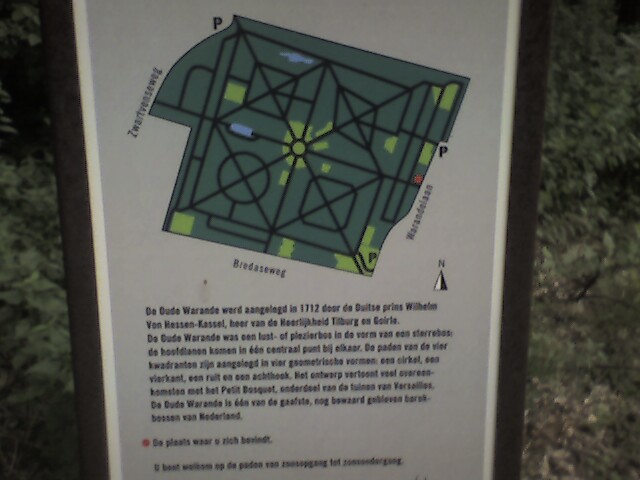 P
Zwartvenseweg
P
Warandelaan
P
Bredaseweg
N
De Oude Warande werd aangelegd in 1712 door de Duitse prins Wilhelm
Von Hessen-Kassel, heer van de Heerlijkheid Tilburg en Goirle.
De Oude Warande was een lust- of plezierbos in de vorm van een sterrebos:
de hoofdlanen komen in één centraal punt bij elkaar. De paden van de vier
kwadranten zijn aangelegd in vier geometrische vormen: een cirkel, een
vierkant, een ruit en een achthoek. Het ontwerp vertoont veel overeen-
komsten met het Petit Bosquet, onderdeel van de tuinen van Versailles.
De Oude Warande is één van de gaafste, nog bewaard gebleven barok-
bossen van Nederland.
De plaats waar u zich bevindt.
U bent welkom op de paden van zonsopgang tot zonsondergang.